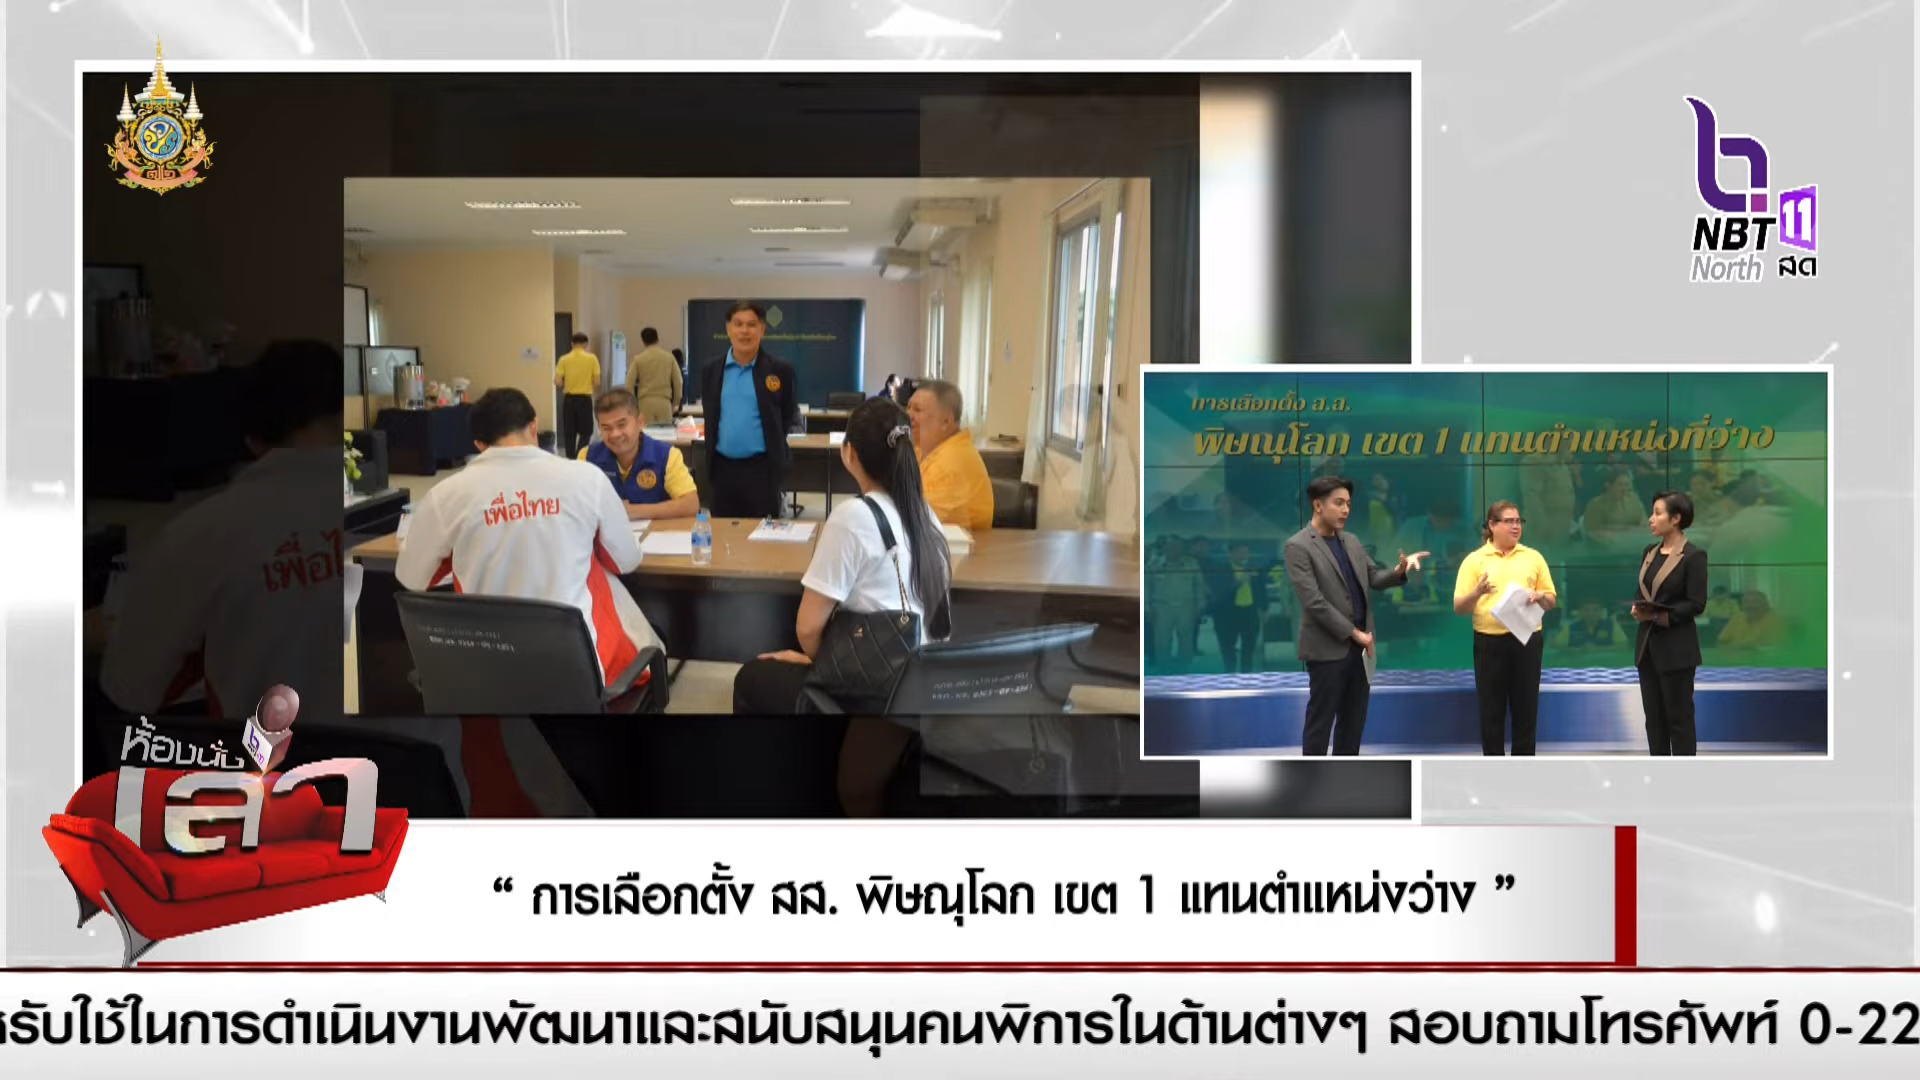 NBT 11
North สด
เพื่อไทย
การเลือกตั้ง ส.ส.
พิษณุโลก เขต 1 แทนตำแหน่งที่ว่าง
ห้องนั่ง
เล่า
“ การเลือกตั้ง สส. พิษณุโลก เขต 1 แทนตำแหน่งว่าง ”
หรับใช้ในการดำเนินงานพัฒนาและสนับสนุนคนพิการในด้านต่างๆ สอบถามโทรศัพท์ 0-22